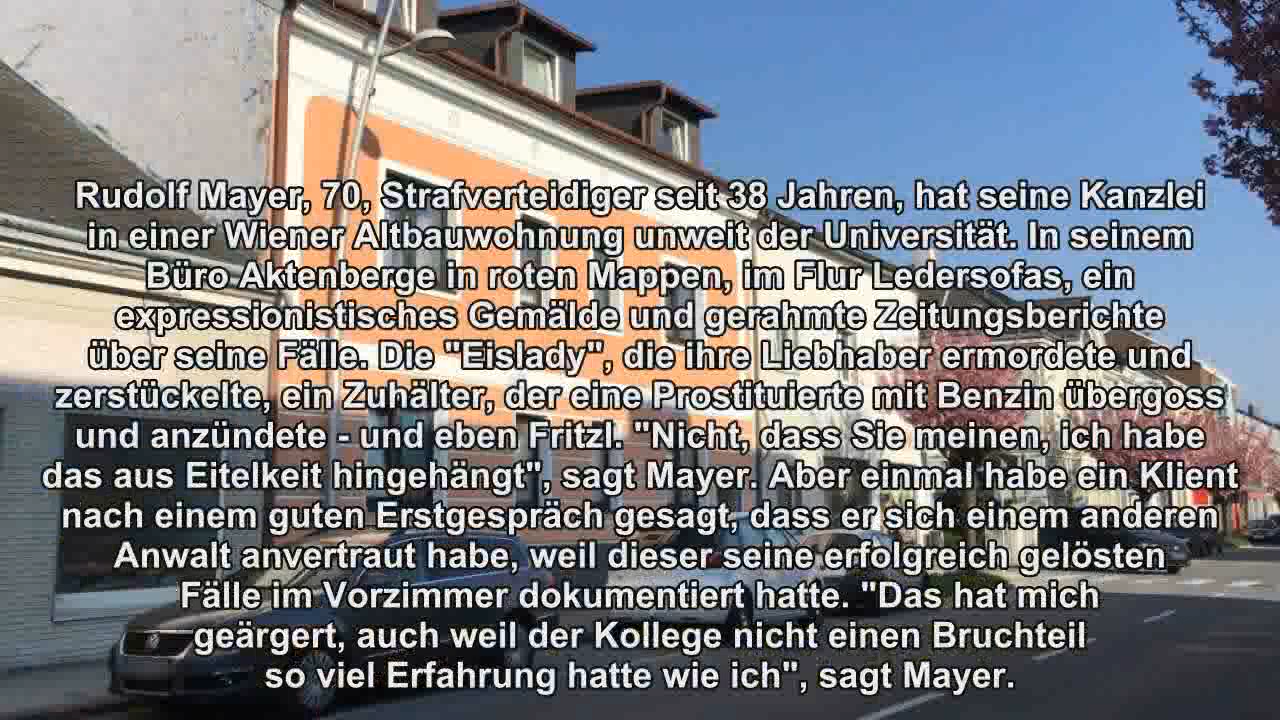 Rudolf Mayer, 70, Strafverteidiger seit 38 Jahren, hat seine Kanzlei
in einer Wiener Altbauwohnung unweit der Universität. In seinem
Büro Aktenberge in roten Mappen, im Flur Ledersofas, ein
expressionistisches Gemälde und gerahmte Zeitungsberichte
über seine Fälle. Die "Eislady", die ihre Liebhaber ermordete und
zerstückelte, ein Zuhälter, der eine Prostituierte mit Benzin übergoss
und anzündete - und eben Fritzl. "Nicht, dass Sie meinen, ich habe
das aus Eitelkeit hingehängt", sagt Mayer. Aber einmal habe ein Klient
nach einem guten Erstgespräch gesagt, dass er sich einem anderen
Anwalt anvertraut habe, weil dieser seine erfolgreich gelösten
Fälle im Vorzimmer dokumentiert hatte. "Das hat mich
geärgert, auch weil der Kollege nicht einen Bruchteil
so viel Erfahrung hatte wie ich", sagt Mayer.